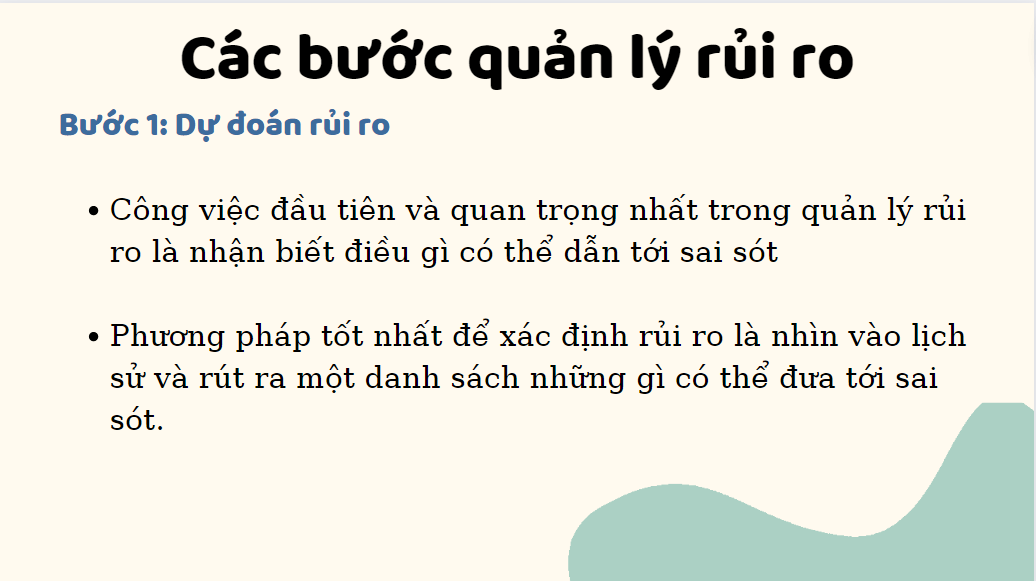 Các bước quản lý rủi ro
Bước 1: Dự đoán rủi ro
• Công việc đầu tiên và quan trọng nhất trong quản lý rủi
ro là nhận biết điều gì có thể dẫn tới sai sót
• Phương pháp tốt nhất để xác định rủi ro là nhìn vào lịch
sử và rút ra một danh sách những gì có thể đưa tới sai
sót.